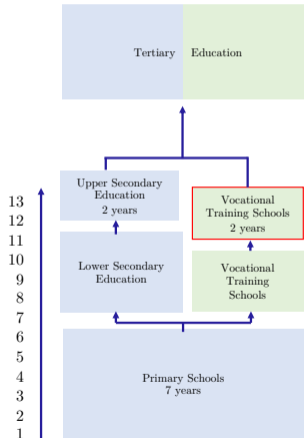 Tertiary Education
Upper Secondary
Education
2 years
Vocational
Training Schools
2 years
Lower Secondary
Education
Vocational
Training
Schools
Primary Schools
7 years
13
12
11
10
9
8
7
6
5
4
3
2
1